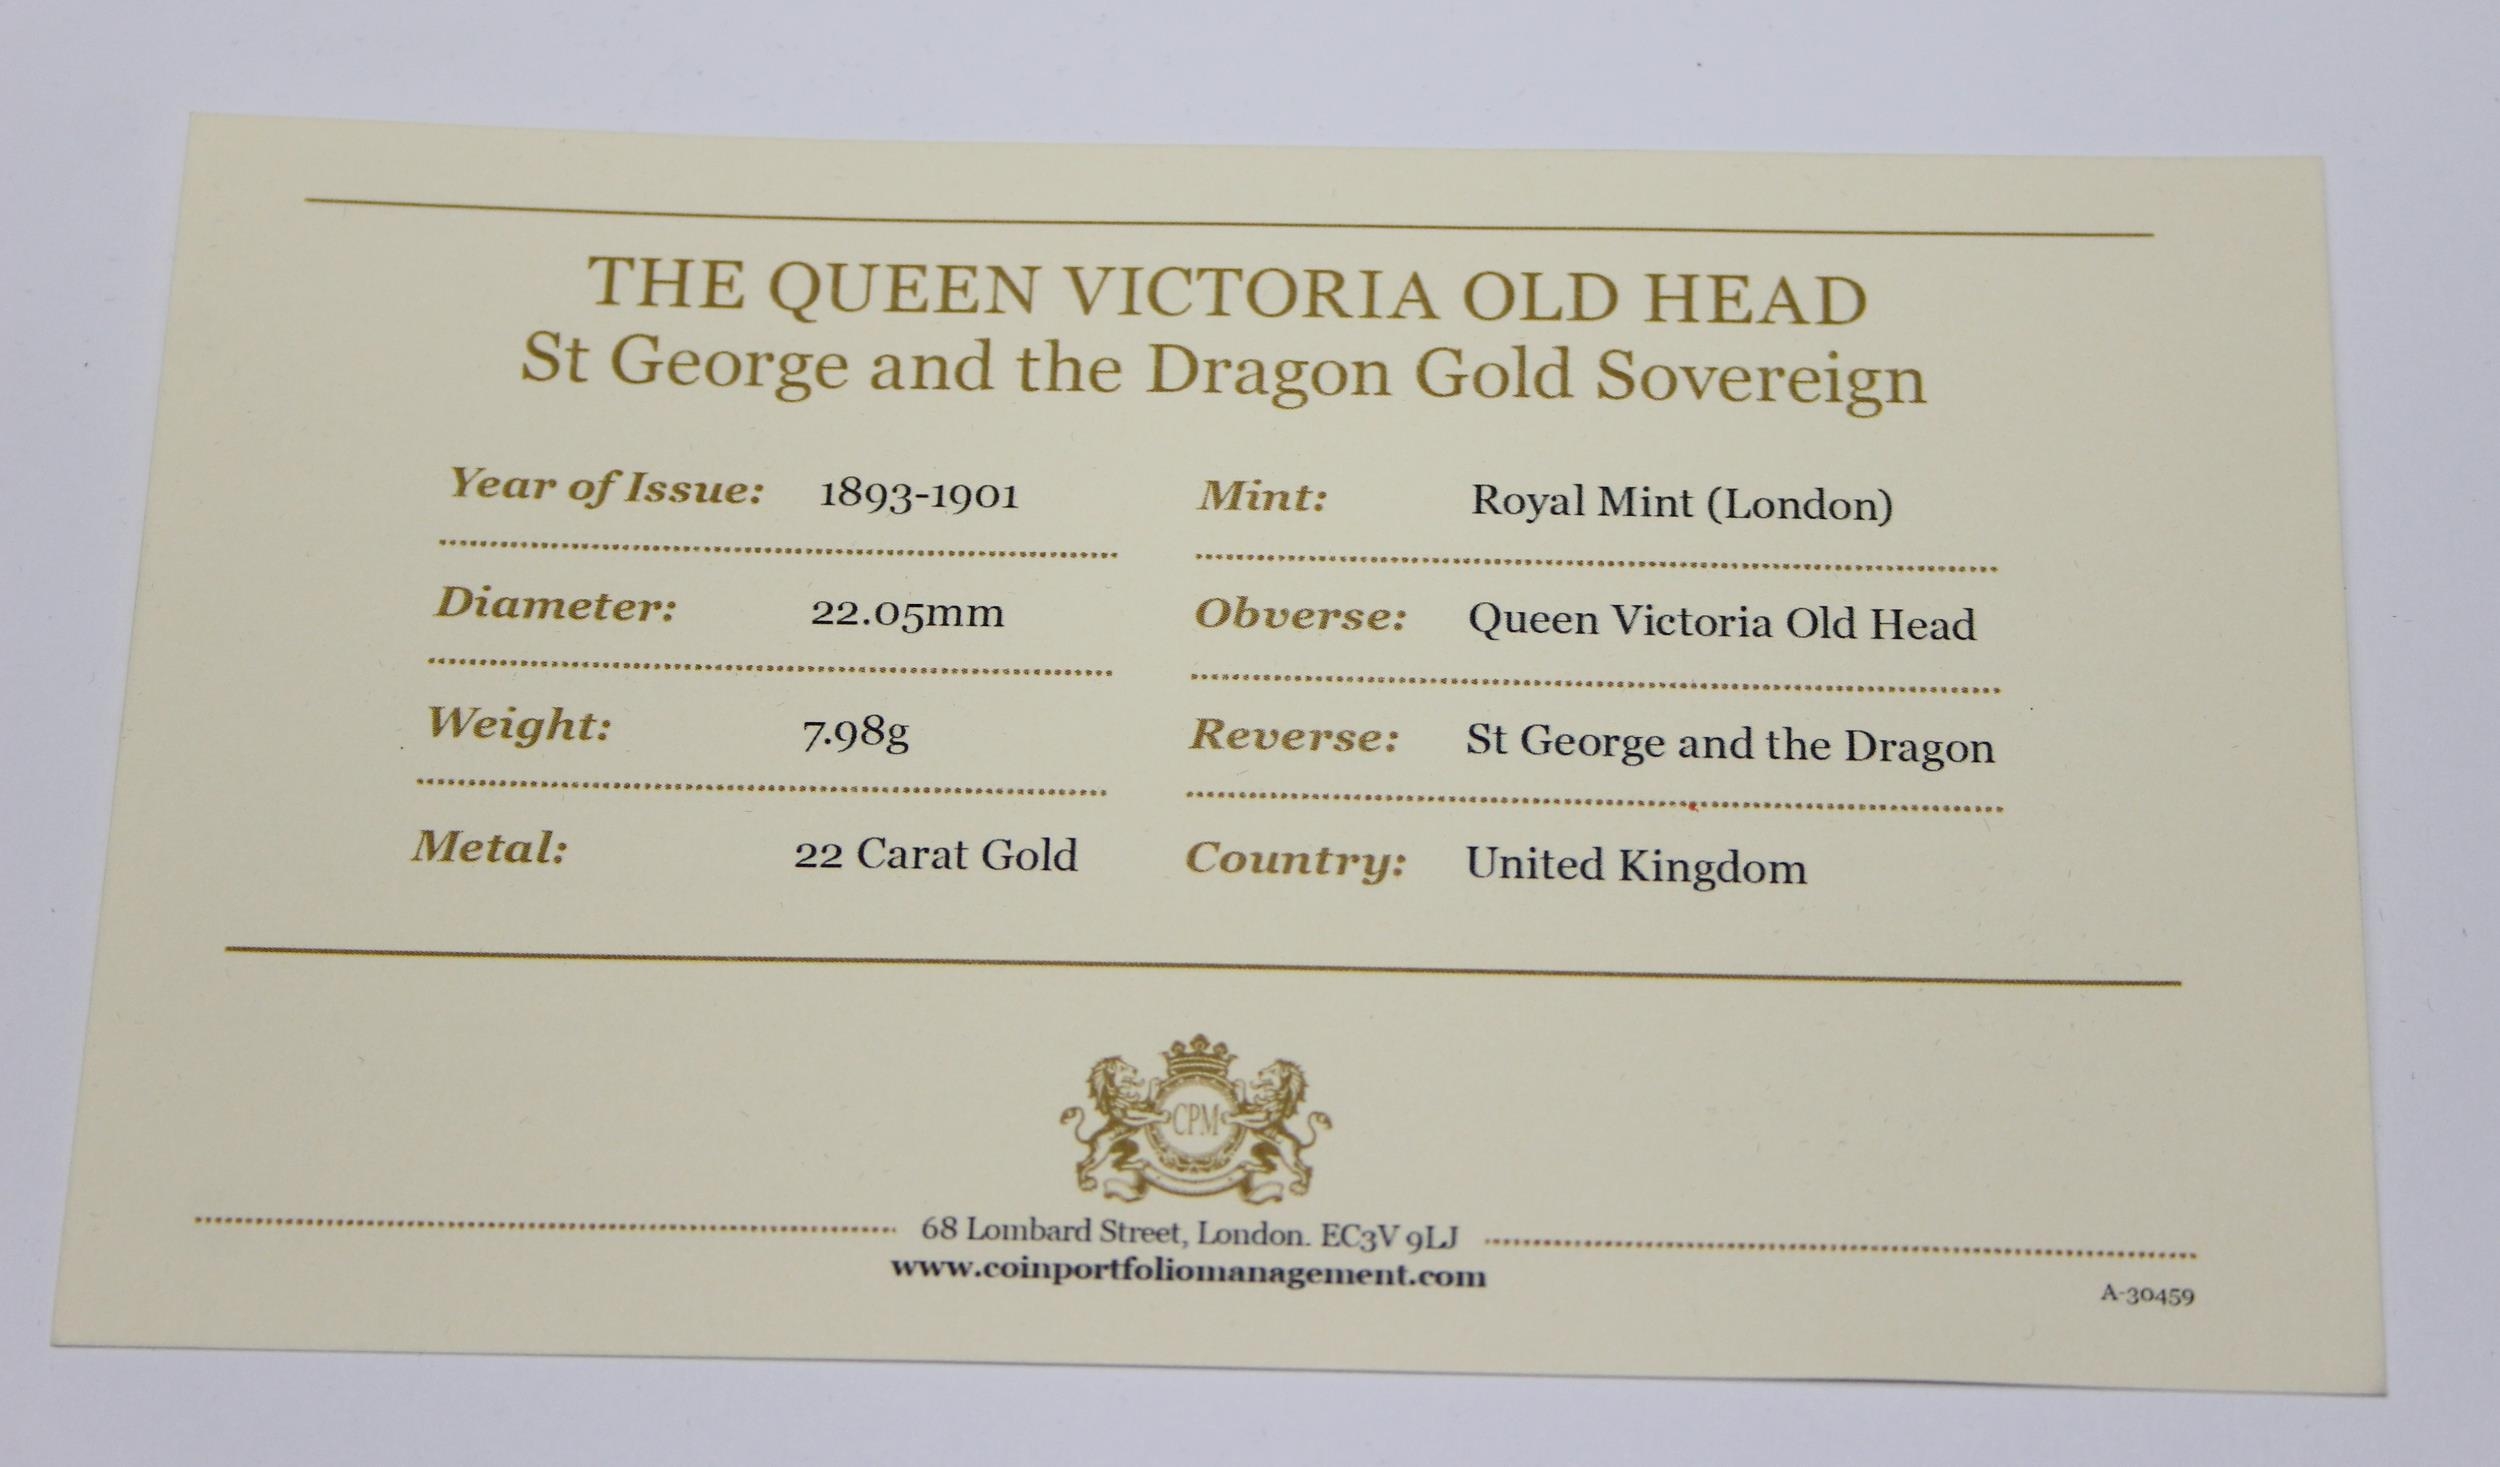 THE QUEEN VICTORIA OLD HEAD
St George and the Dragon Gold Sovereign
Year of Issue: 1893-1901
Mint: Royal Mint (London)
Diameter: 22.05mm
Obverse: Queen Victoria Old Head
Weight: 7.98g
Reverse: St George and the Dragon
Metal: 22 Carat Gold
Country: United Kingdom
CPM
68 Lombard Street, London. EC3V 9LJ
www.coinportfoliomanagement.com
A-30459